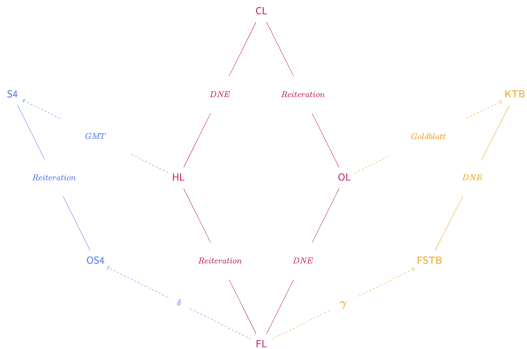 CL
S4
DNE
Reiteration
KTB
GMT
Goldblatt
Reiteration
HL
OL
DNE
OS4
Reiteration
DNE
FSTB
δ
γ
FL